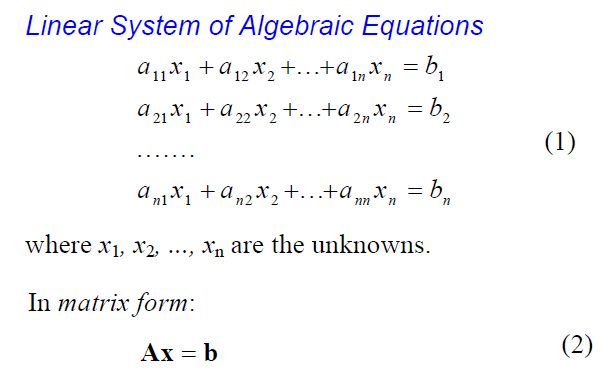 Linear System of Algebraic Equations
a₁₁x₁ + a₁₂x₂ +...+a₁ₙxₙ = b₁
a₂₁x₁ + a₂₂x₂ +...+a₂ₙxₙ = b₂
(1)
.......
aₙ₁x₁ + aₙ₂x₂ +...+aₙₙxₙ = bₙ
where x₁, x₂, ..., xₙ are the unknowns.
In matrix form:
Ax = b (2)